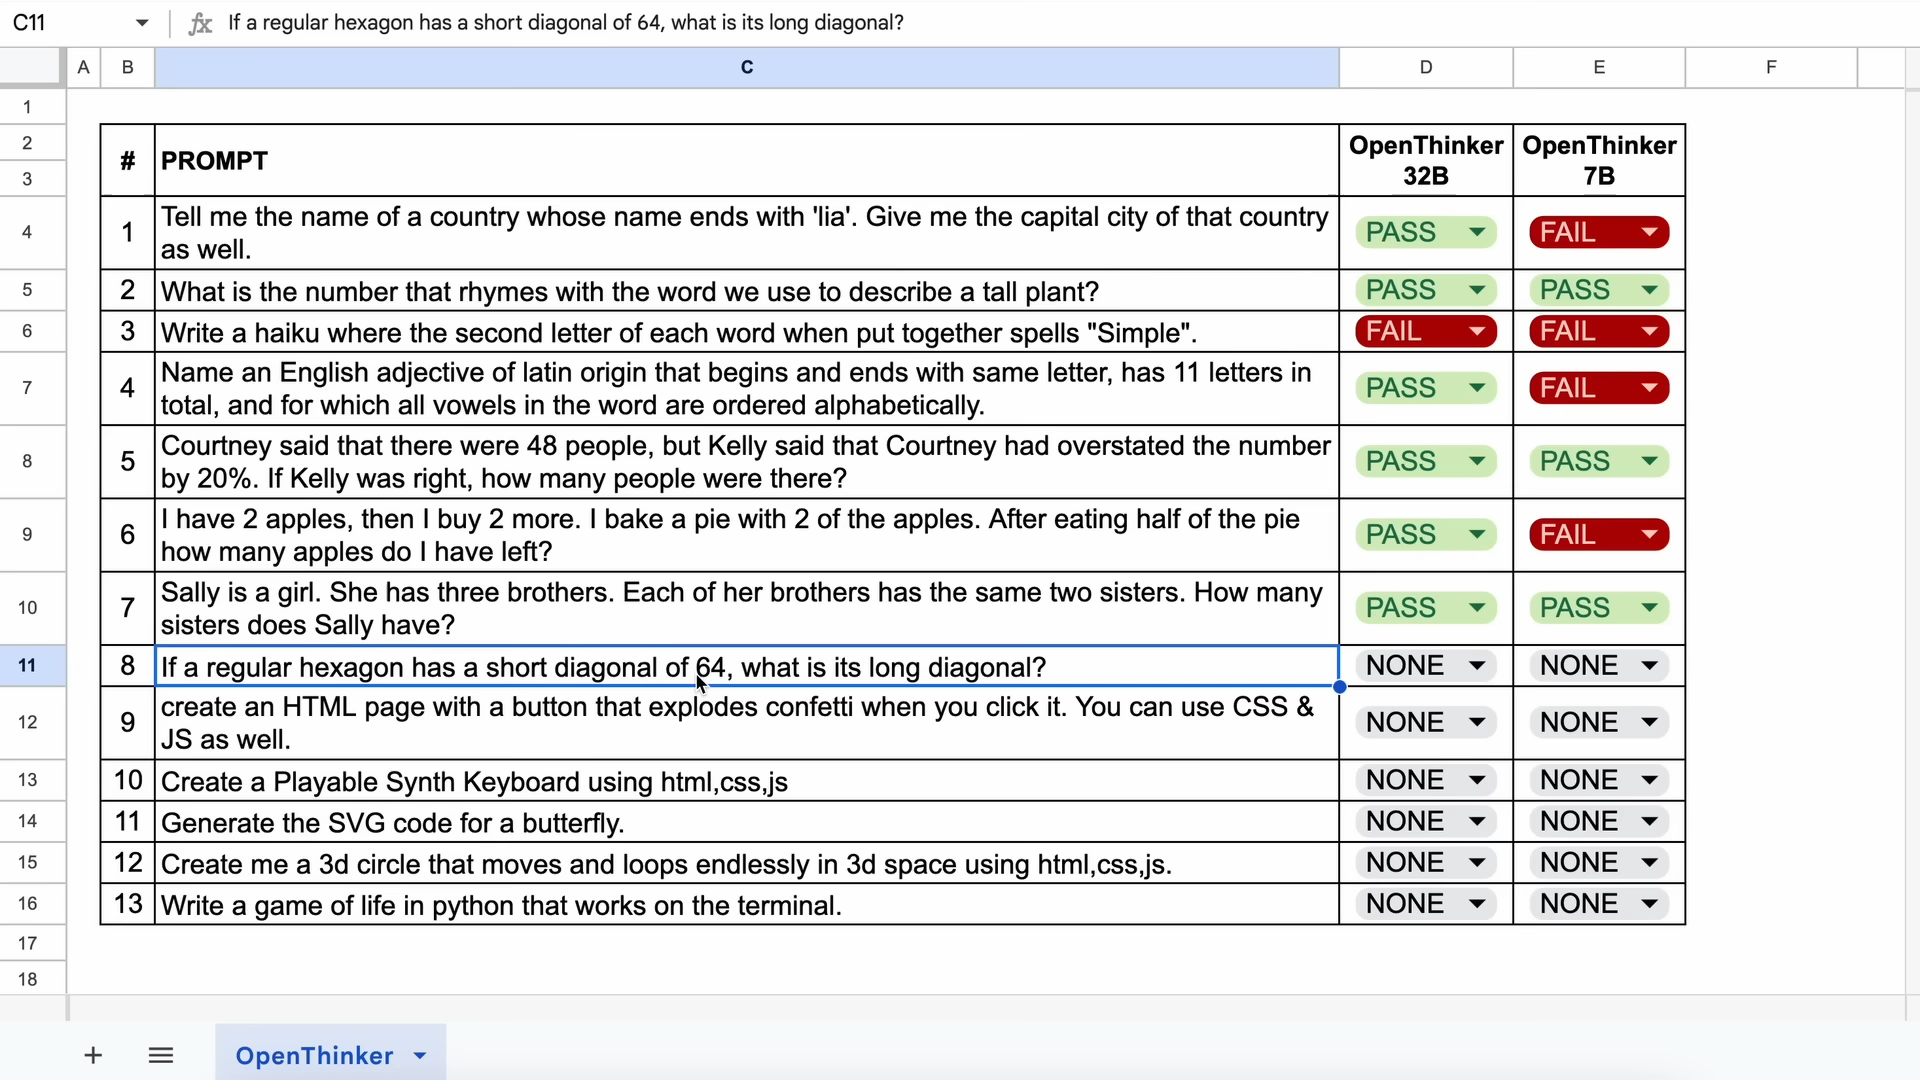 C11
fx If a regular hexagon has a short diagonal of 64, what is its long diagonal?
A B C D E F
1
2
3
# PROMPT OpenThinker 32B OpenThinker 7B
4
1 Tell me the name of a country whose name ends with 'lia'. Give me the capital city of that country
as well.
PASS FAIL
5
2 What is the number that rhymes with the word we use to describe a tall plant? PASS PASS
6
3 Write a haiku where the second letter of each word when put together spells "Simple". FAIL FAIL
7
4 Name an English adjective of latin origin that begins and ends with same letter, has 11 letters in
total, and for which all vowels in the word are ordered alphabetically.
PASS FAIL
8
5 Courtney said that there were 48 people, but Kelly said that Courtney had overstated the number
by 20%. If Kelly was right, how many people were there?
PASS PASS
9
6 I have 2 apples, then I buy 2 more. I bake a pie with 2 of the apples. After eating half of the pie
how many apples do I have left?
PASS FAIL
10
7 Sally is a girl. She has three brothers. Each of her brothers has the same two sisters. How many
sisters does Sally have?
PASS PASS
11
8 If a regular hexagon has a short diagonal of 64, what is its long diagonal? NONE NONE
12
9 create an HTML page with a button that explodes confetti when you click it. You can use CSS &
JS as well.
NONE NONE
13
10 Create a Playable Synth Keyboard using html,css,js NONE NONE
14
11 Generate the SVG code for a butterfly. NONE NONE
15
12 Create me a 3d circle that moves and loops endlessly in 3d space using html,css,js. NONE NONE
16
13 Write a game of life in python that works on the terminal. NONE NONE
17
18
OpenThinker